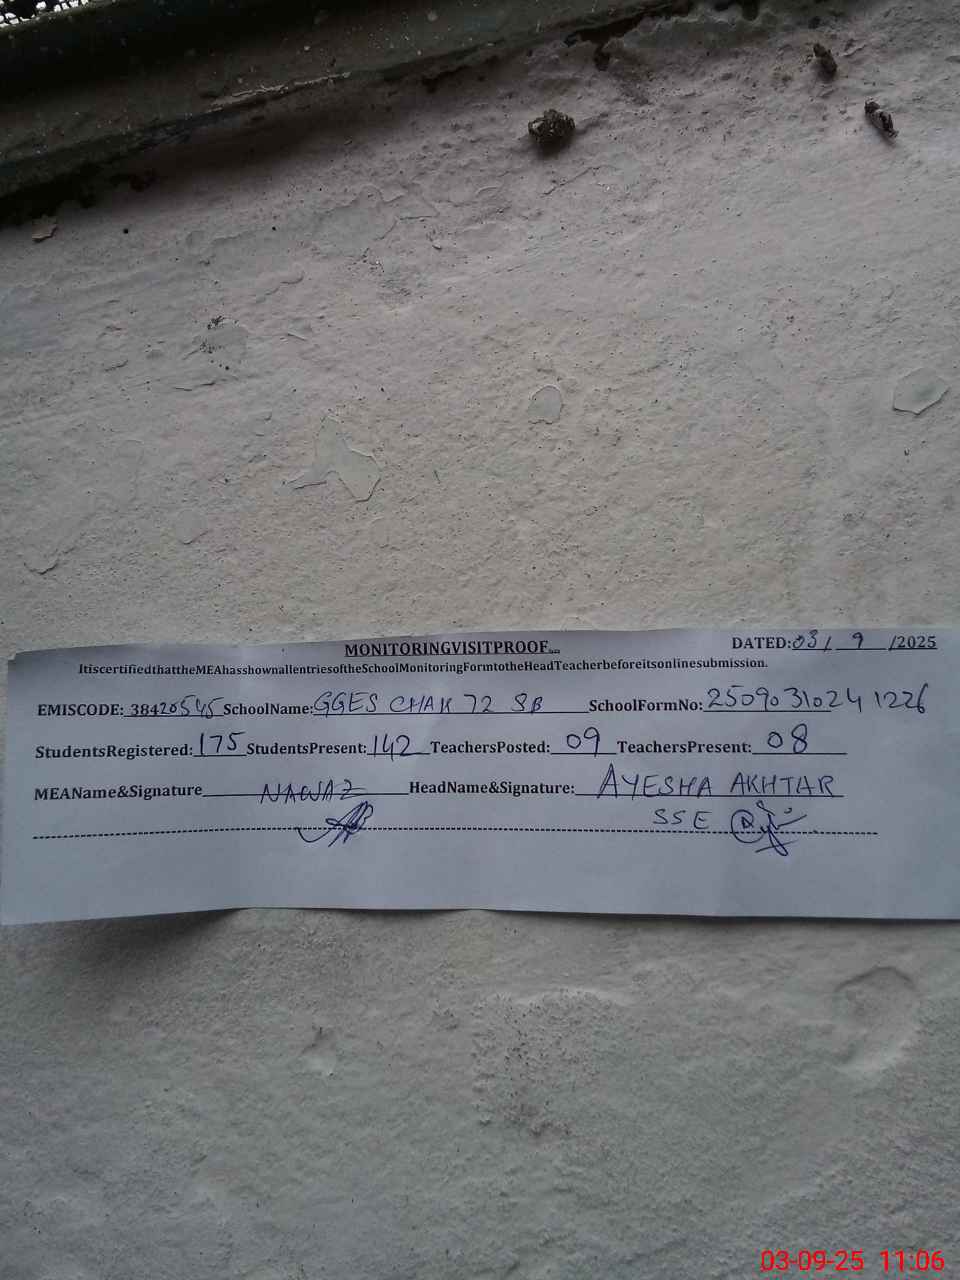 MONITORINGVISITPROOF
DATED:03/ 9 /2025
ItiscertifiedthattheMEAhasshownallentriesoftheSchoolMonitoringFormtotheHeadTeacherbeforeitsonlinesubmission.
EMISCODE: 38420545 SchoolName: GGES CHAK 72 SB SchoolFormNo: 2509031024 1226
StudentsRegistered: 175 StudentsPresent: 142 TeachersPosted: 09 TeachersPresent: 08
MEAName&Signature NAWAZ HeadName&Signature: AYESHA AKHTAR
SSE
03-09-25 11:06